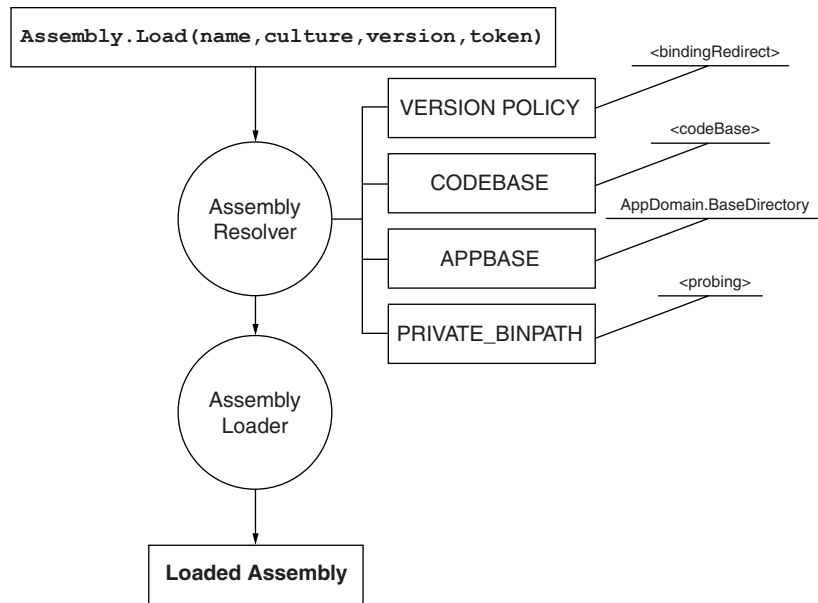 Assembly.Load(name,culture,version,token)
<bindingRedirect>
VERSION POLICY
<codeBase>
CODEBASE
Assembly
Resolver
AppDomain.BaseDirectory
APPBASE
<probing>
PRIVATE_BINPATH
Assembly
Loader
Loaded Assembly